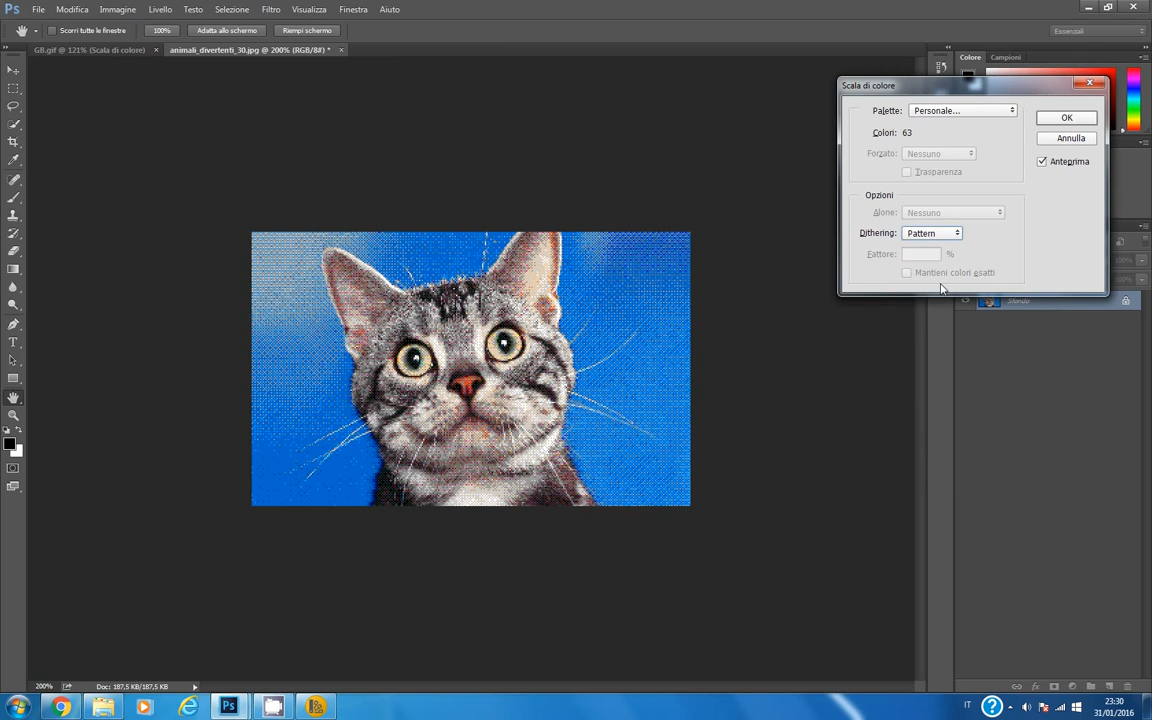 Ps File Modifica Immagine Livello Testo Selezione Filtro Visualizza Finestra Aiuto
Scorri tutte le finestre 100% Adatta allo schermo Riempi schermo Essenziali
GB.gif @ 121% (Scala di colore) × animali_divertenti_30.jpg @ 200% (RGB/8#) * ×
Colore Campioni
Scala di colore
Palette: Personale...
OK
Colori: 63
Annulla
Forzato: Nessuno
Anteprima
Trasparenza
Opzioni
Alone: Nessuno
Dithering: Pattern
Fattore: %
Mantieni colori esatti
Sfondo
200% Doc: 187,5 KB/187,5 KB
IT
23:30
31/01/2016